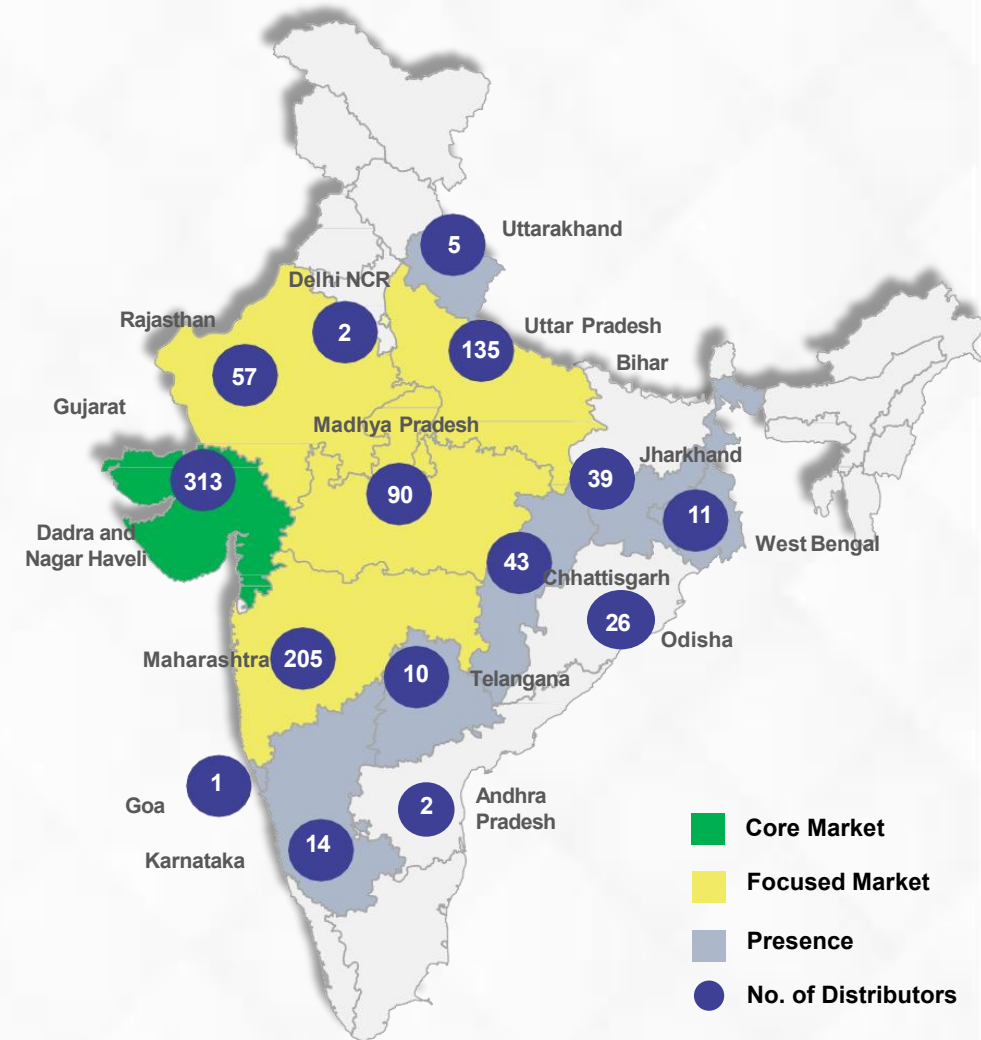 5
Uttarakhand
Delhi NCR
Rajasthan
2
Uttar Pradesh
135
57
Bihar
Gujarat
Madhya Pradesh
Jharkhand
313
39
90
11
Dadra and
Nagar Haveli
West Bengal
43
Chhattisgarh
26
Odisha
Maharashtra
205
10
Telangana
1
Goa
2
Andhra
Pradesh
14
Karnataka
Core Market
Focused Market
Presence
No. of Distributors